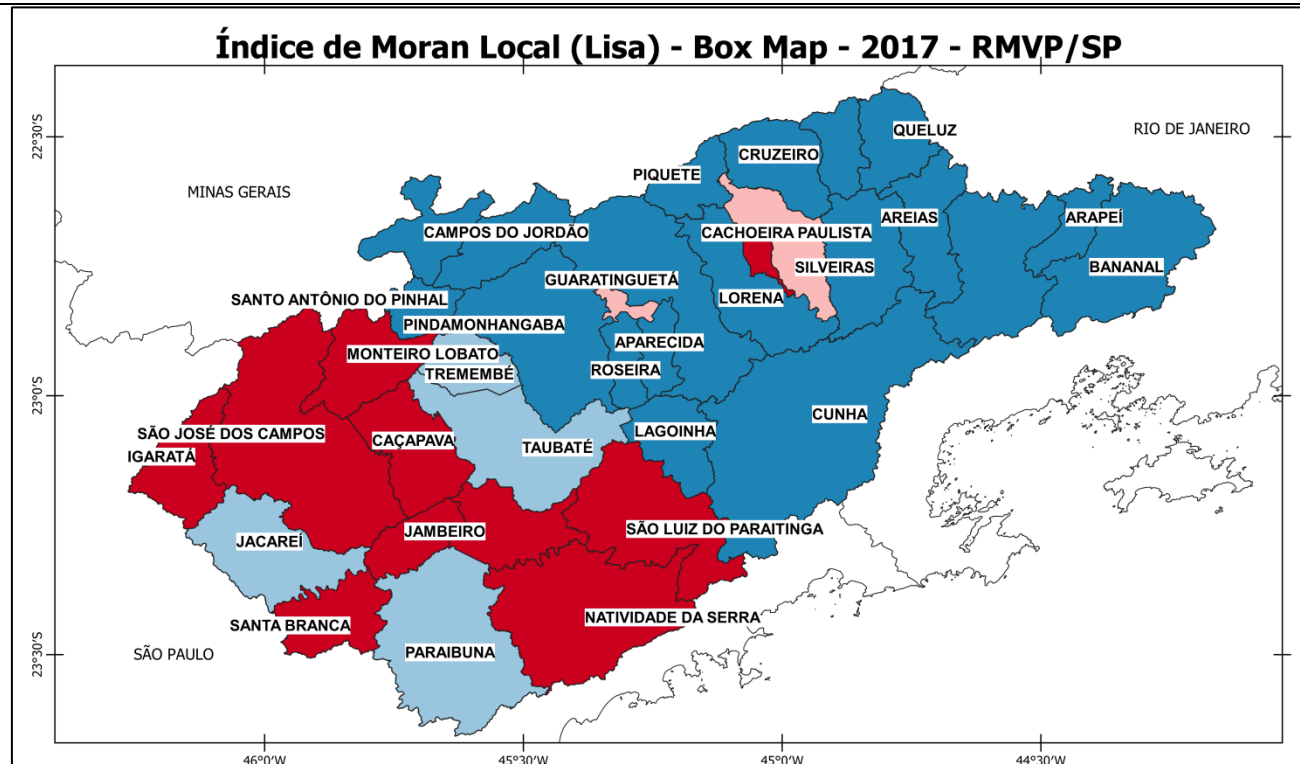 Índice de Moran Local (Lisa) - Box Map - 2017 - RMVP/SP
22°30'S
RIO DE JANEIRO
QUELUZ
CRUZEIRO
PIQUETE
MINAS GERAIS
AREIAS
ARAPEÍ
CAMPOS DO JORDÃO
CACHOEIRA PAULISTA
BANANAL
SILVEIRAS
GUARATINGUETÁ
LORENA
SANTO ANTÔNIO DO PINHAL
PINDAMONHANGABA
APARECIDA
MONTEIRO LOBATO
ROSEIRA
TREMEMBÉ
23°0'S
CUNHA
LAGOINHA
SÃO JOSÉ DOS CAMPOS
CAÇAPAVA
TAUBATÉ
IGARATÁ
SÃO LUIZ DO PARAITINGA
JAMBEIRO
JACAREÍ
NATIVIDADE DA SERRA
SANTA BRANCA
SÃO PAULO
PARAIBUNA
23°30'S
46°0'W
45°30'W
45°0'W
44°30'W